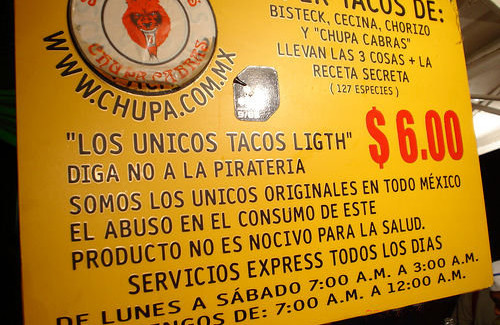 CHUPA CABRAS
WWW.CHUPA.COM.MX
TACOS DE:
BISTECK, CECINA, CHORIZO
Y "CHUPA CABRAS"
LLEVAN LAS 3 COSAS + LA
RECETA SECRETA
( 127 ESPECIES )
"LOS UNICOS TACOS LIGTH"
$ 6.00
DIGA NO A LA PIRATERIA
SOMOS LOS UNICOS ORIGINALES EN TODO MÉXICO
EL ABUSO EN EL CONSUMO DE ESTE
PRODUCTO NO ES NOCIVO PARA LA SALUD.
SERVICIOS EXPRESS TODOS LOS DIAS
DE LUNES A SÁBADO 7:00 A.M. A 3:00 A.M.
DE: 7:00 A.M. A 12:00 A.M.